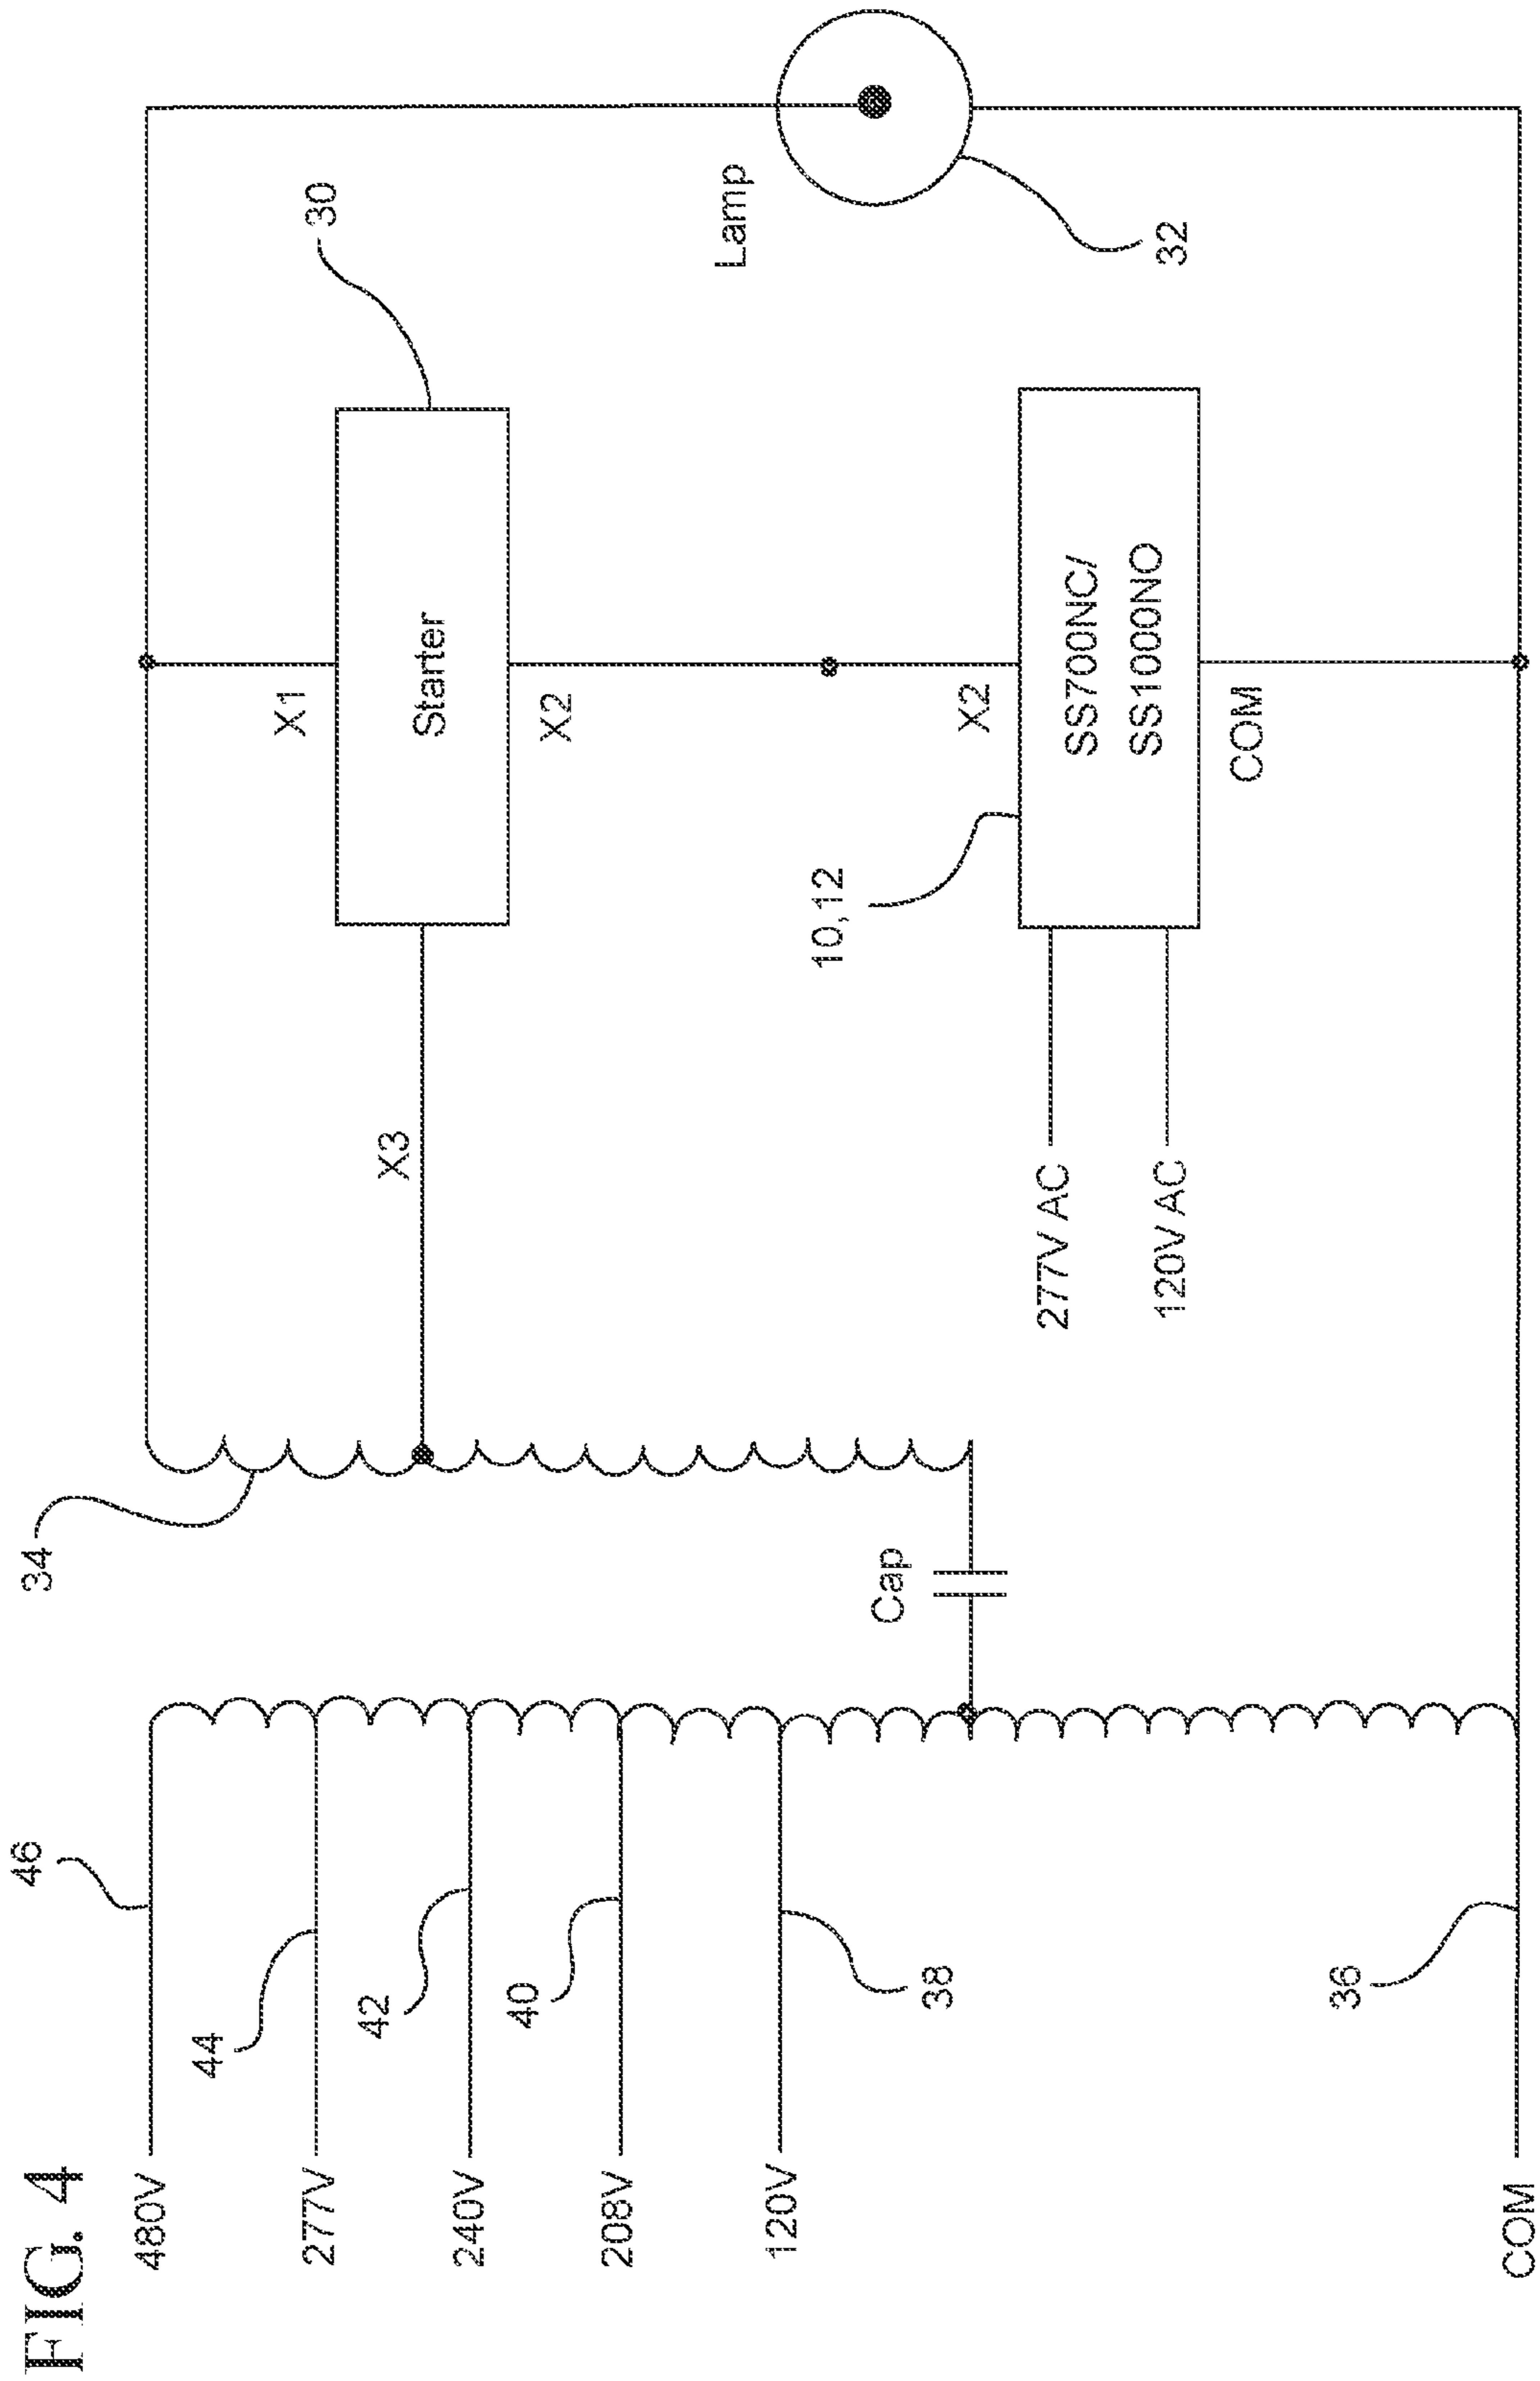 FIG. 4
480V
46
277V
44
240V
42
208V
40
120V
38
COM
36
34
Cap
X3
X1
Starter
30
X2
10,12
X2
SS700NC/
SS1000NO
COM
277V AC
120V AC
Lamp
32